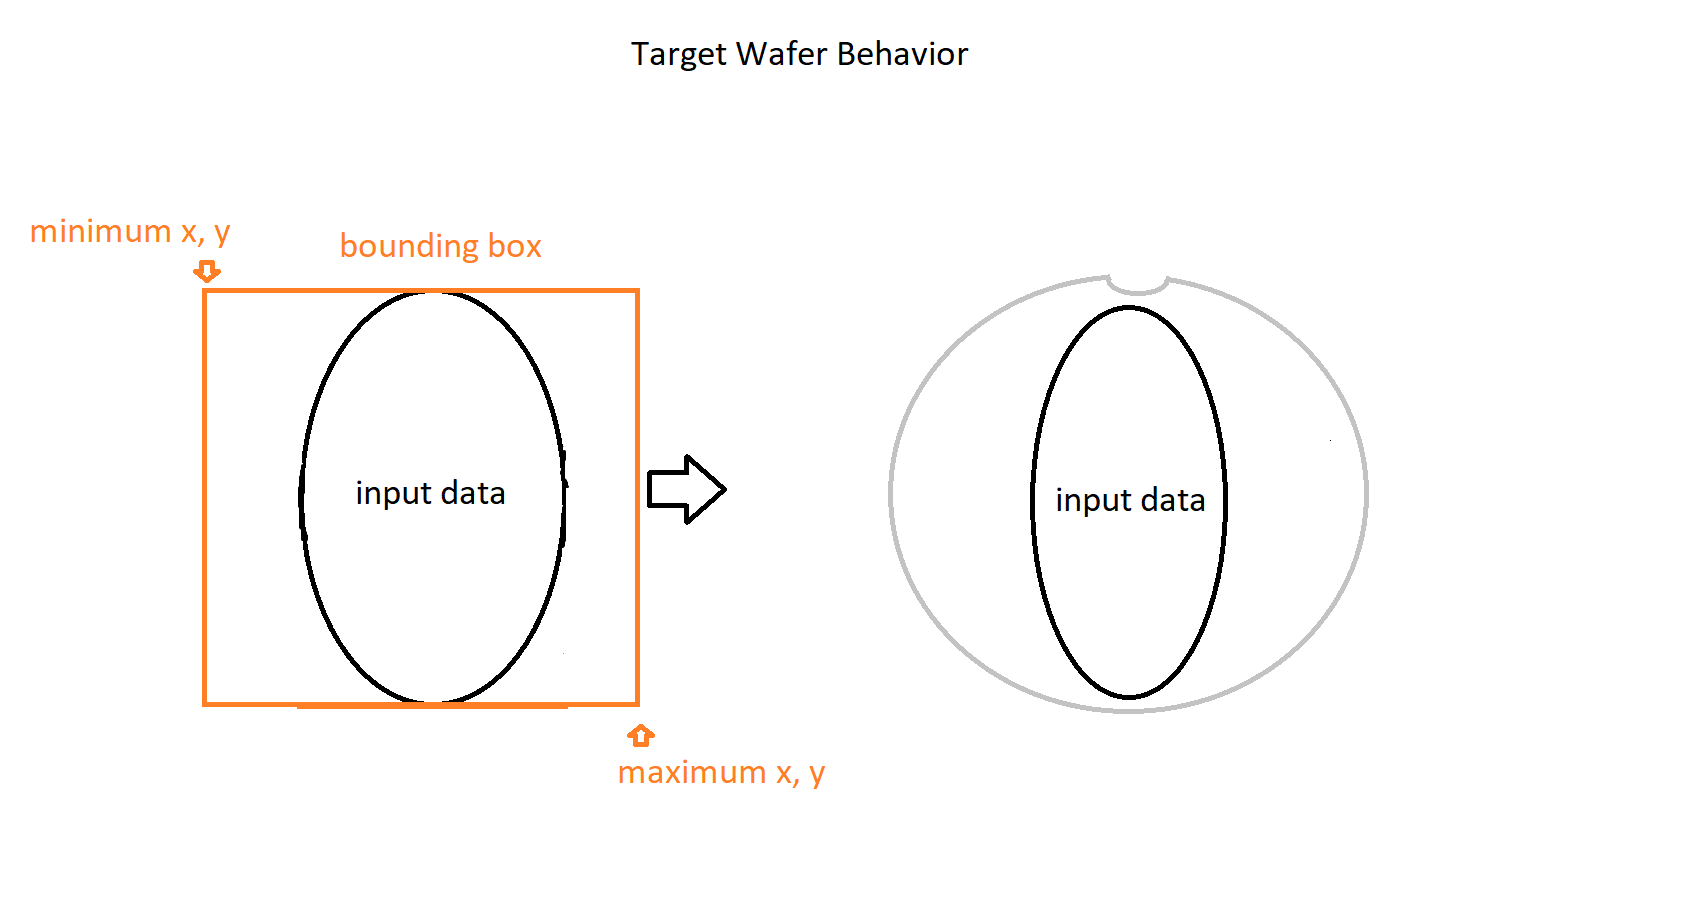 Target Wafer Behavior
minimum x, y
bounding box
input data
input data
maximum x, y